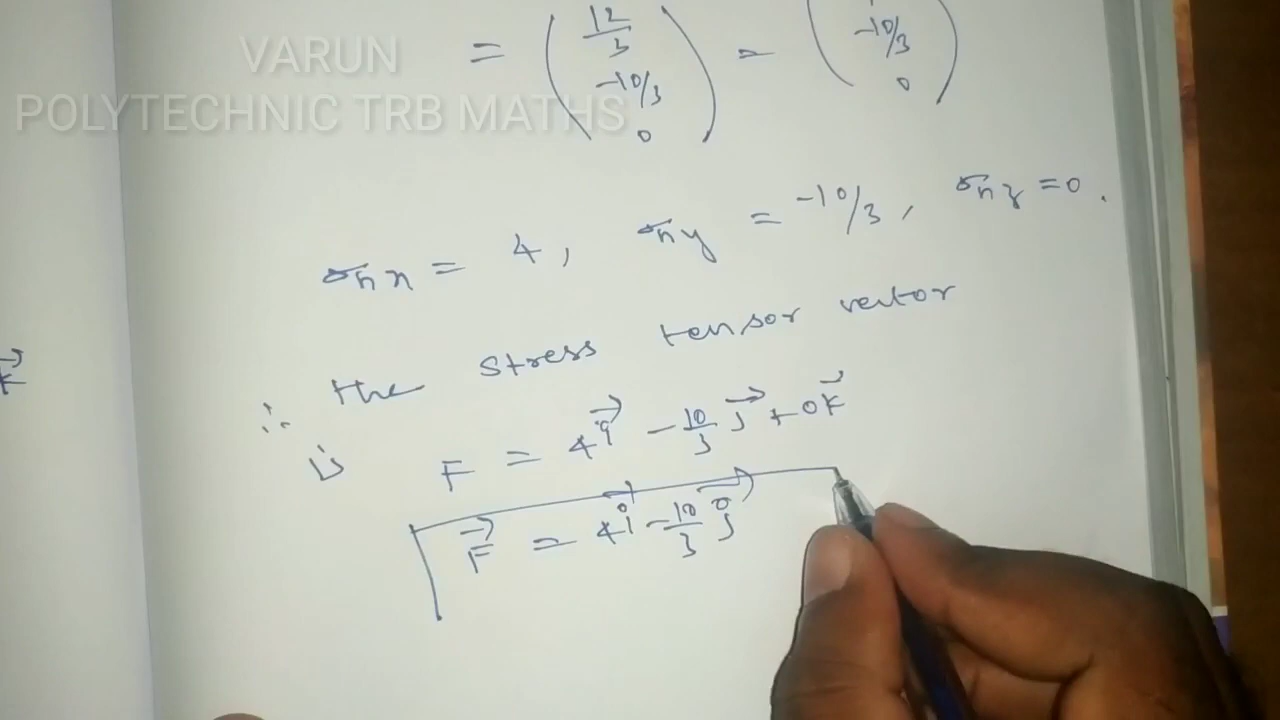 VARUN
POLYTECHNIC TRB MATHS
= ( 12/3 ) = (
-10/3 -10/3
0 0
σnx = 4, σny = -10/3, σnz = 0.
∴ the stress tensor vector
is F = 4i⃗ - 10/3 j⃗ + 0k⃗
F⃗ = 4i⃗ - 10/3 j⃗
k⃗